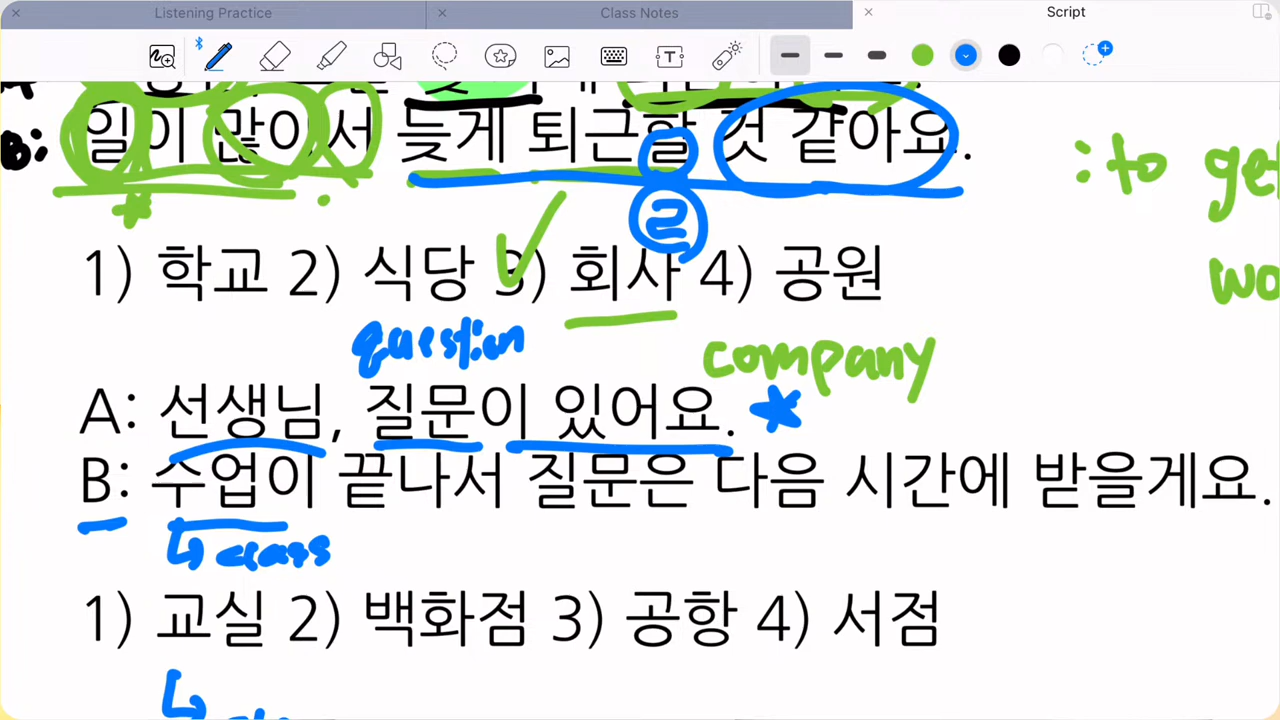 Listening Practice Class Notes Script
B: 일이 많이서 늦게 퇴근할 것 같아요.
: to get
ㄹ
1) 학교 2) 식당 3) 회사 4) 공원
question
company
A: 선생님, 질문이 있어요.
B: 수업이 끝나서 질문은 다음 시간에 받을게요.
class
1) 교실 2) 백화점 3) 공항 4) 서점